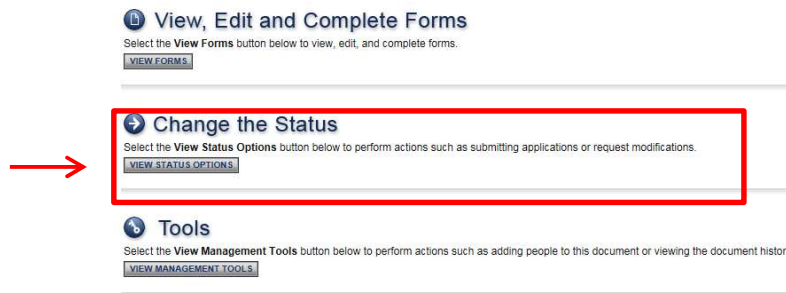 View, Edit and Complete Forms
Select the View Forms button below to view, edit, and complete forms.
VIEW FORMS
Change the Status
Select the View Status Options button below to perform actions such as submitting applications or request modifications.
VIEW STATUS OPTIONS
Tools
Select the View Management Tools button below to perform actions such as adding people to this document or viewing the document histor
VIEW MANAGEMENT TOOLS